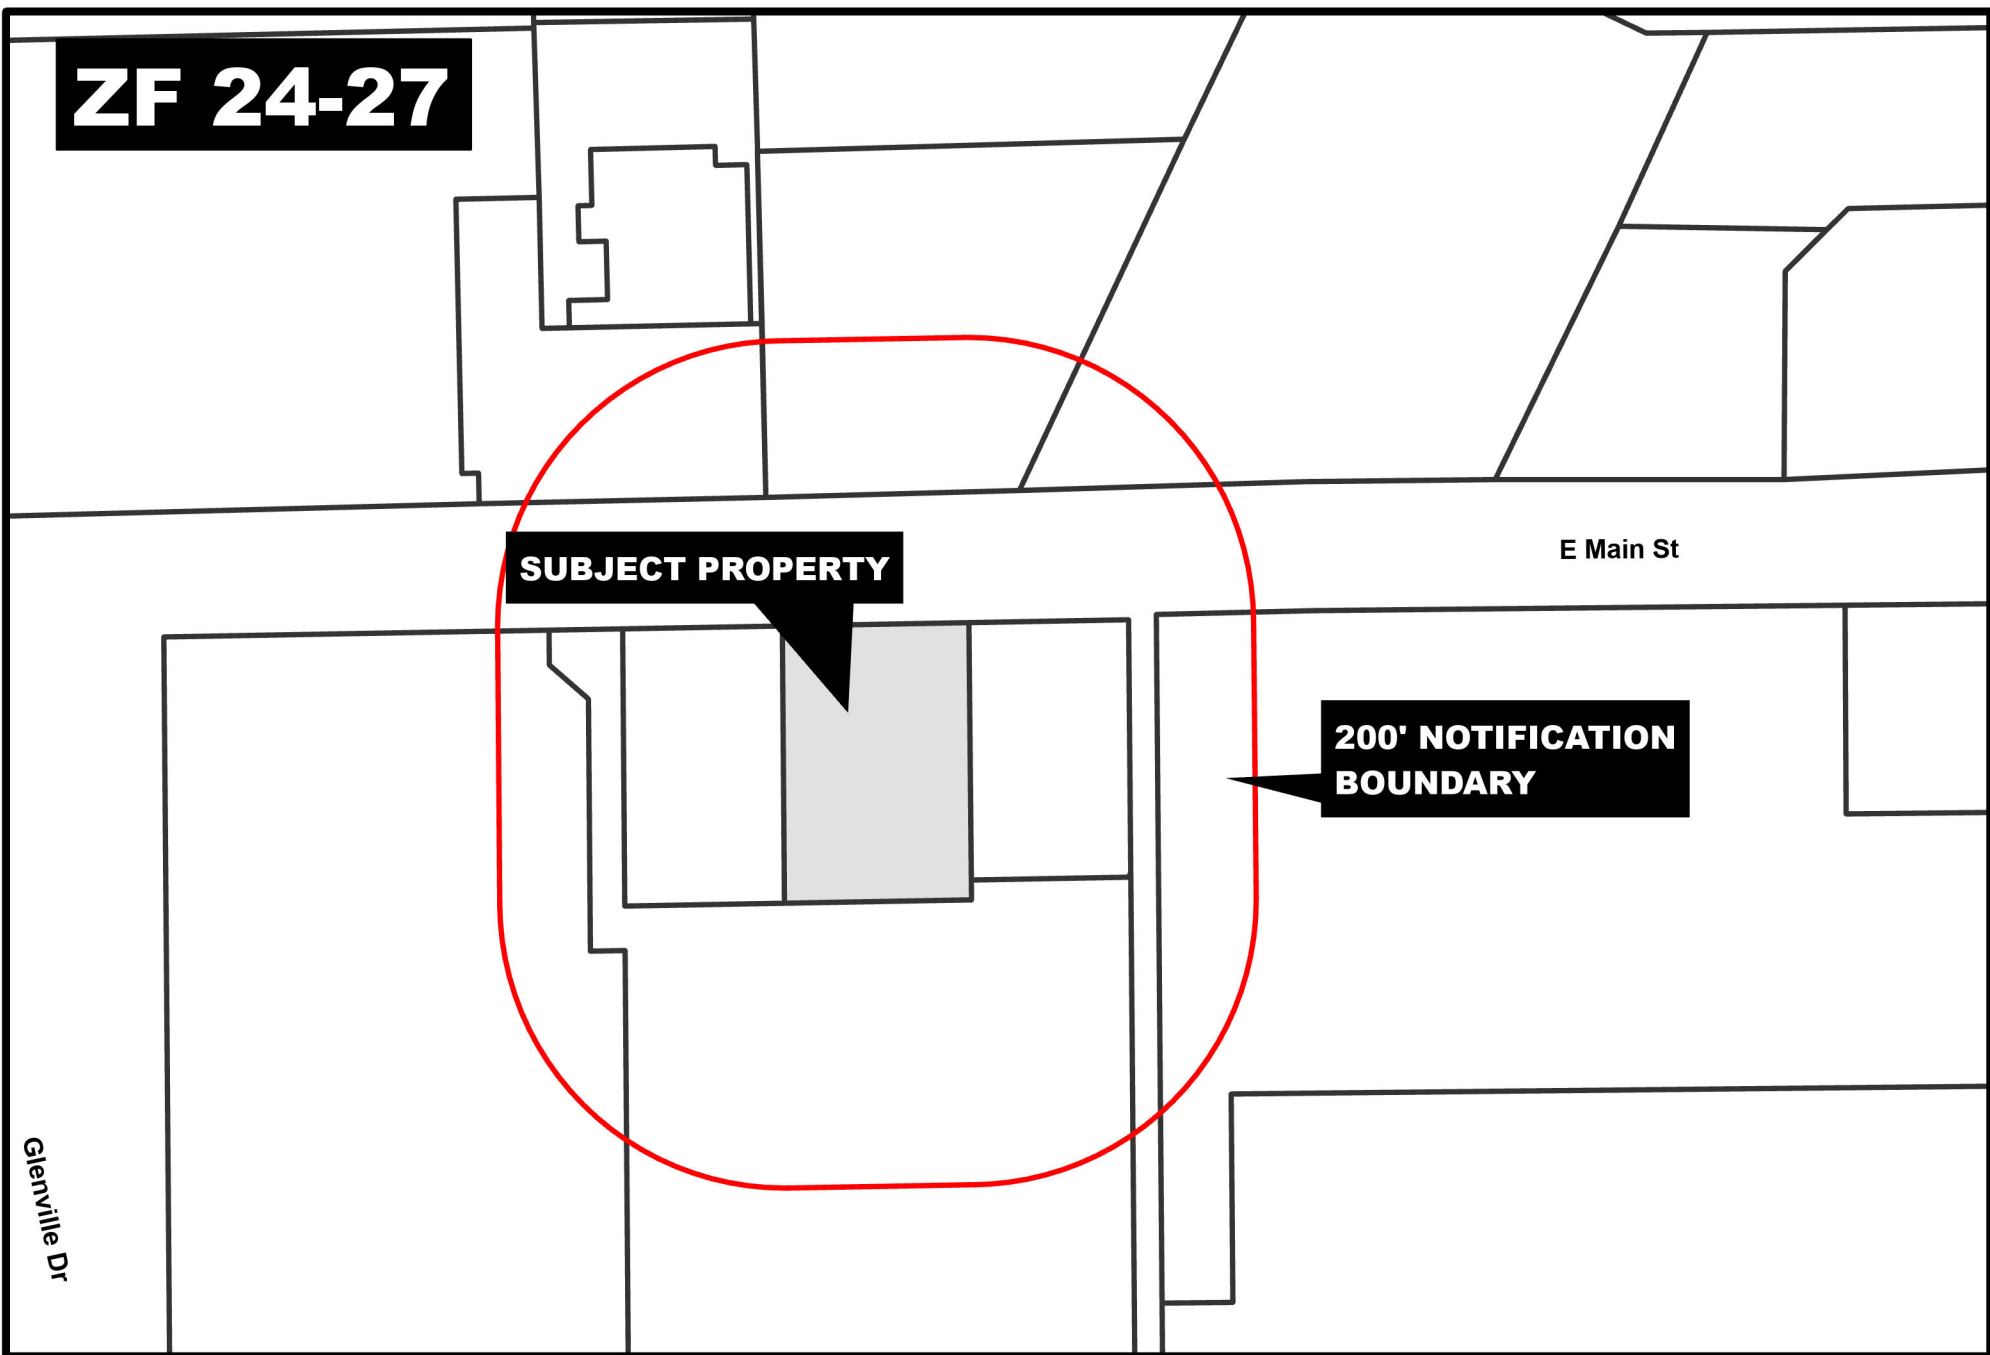 ZF 24-27
E Main St
SUBJECT PROPERTY
200' NOTIFICATION
BOUNDARY
Glenville Dr